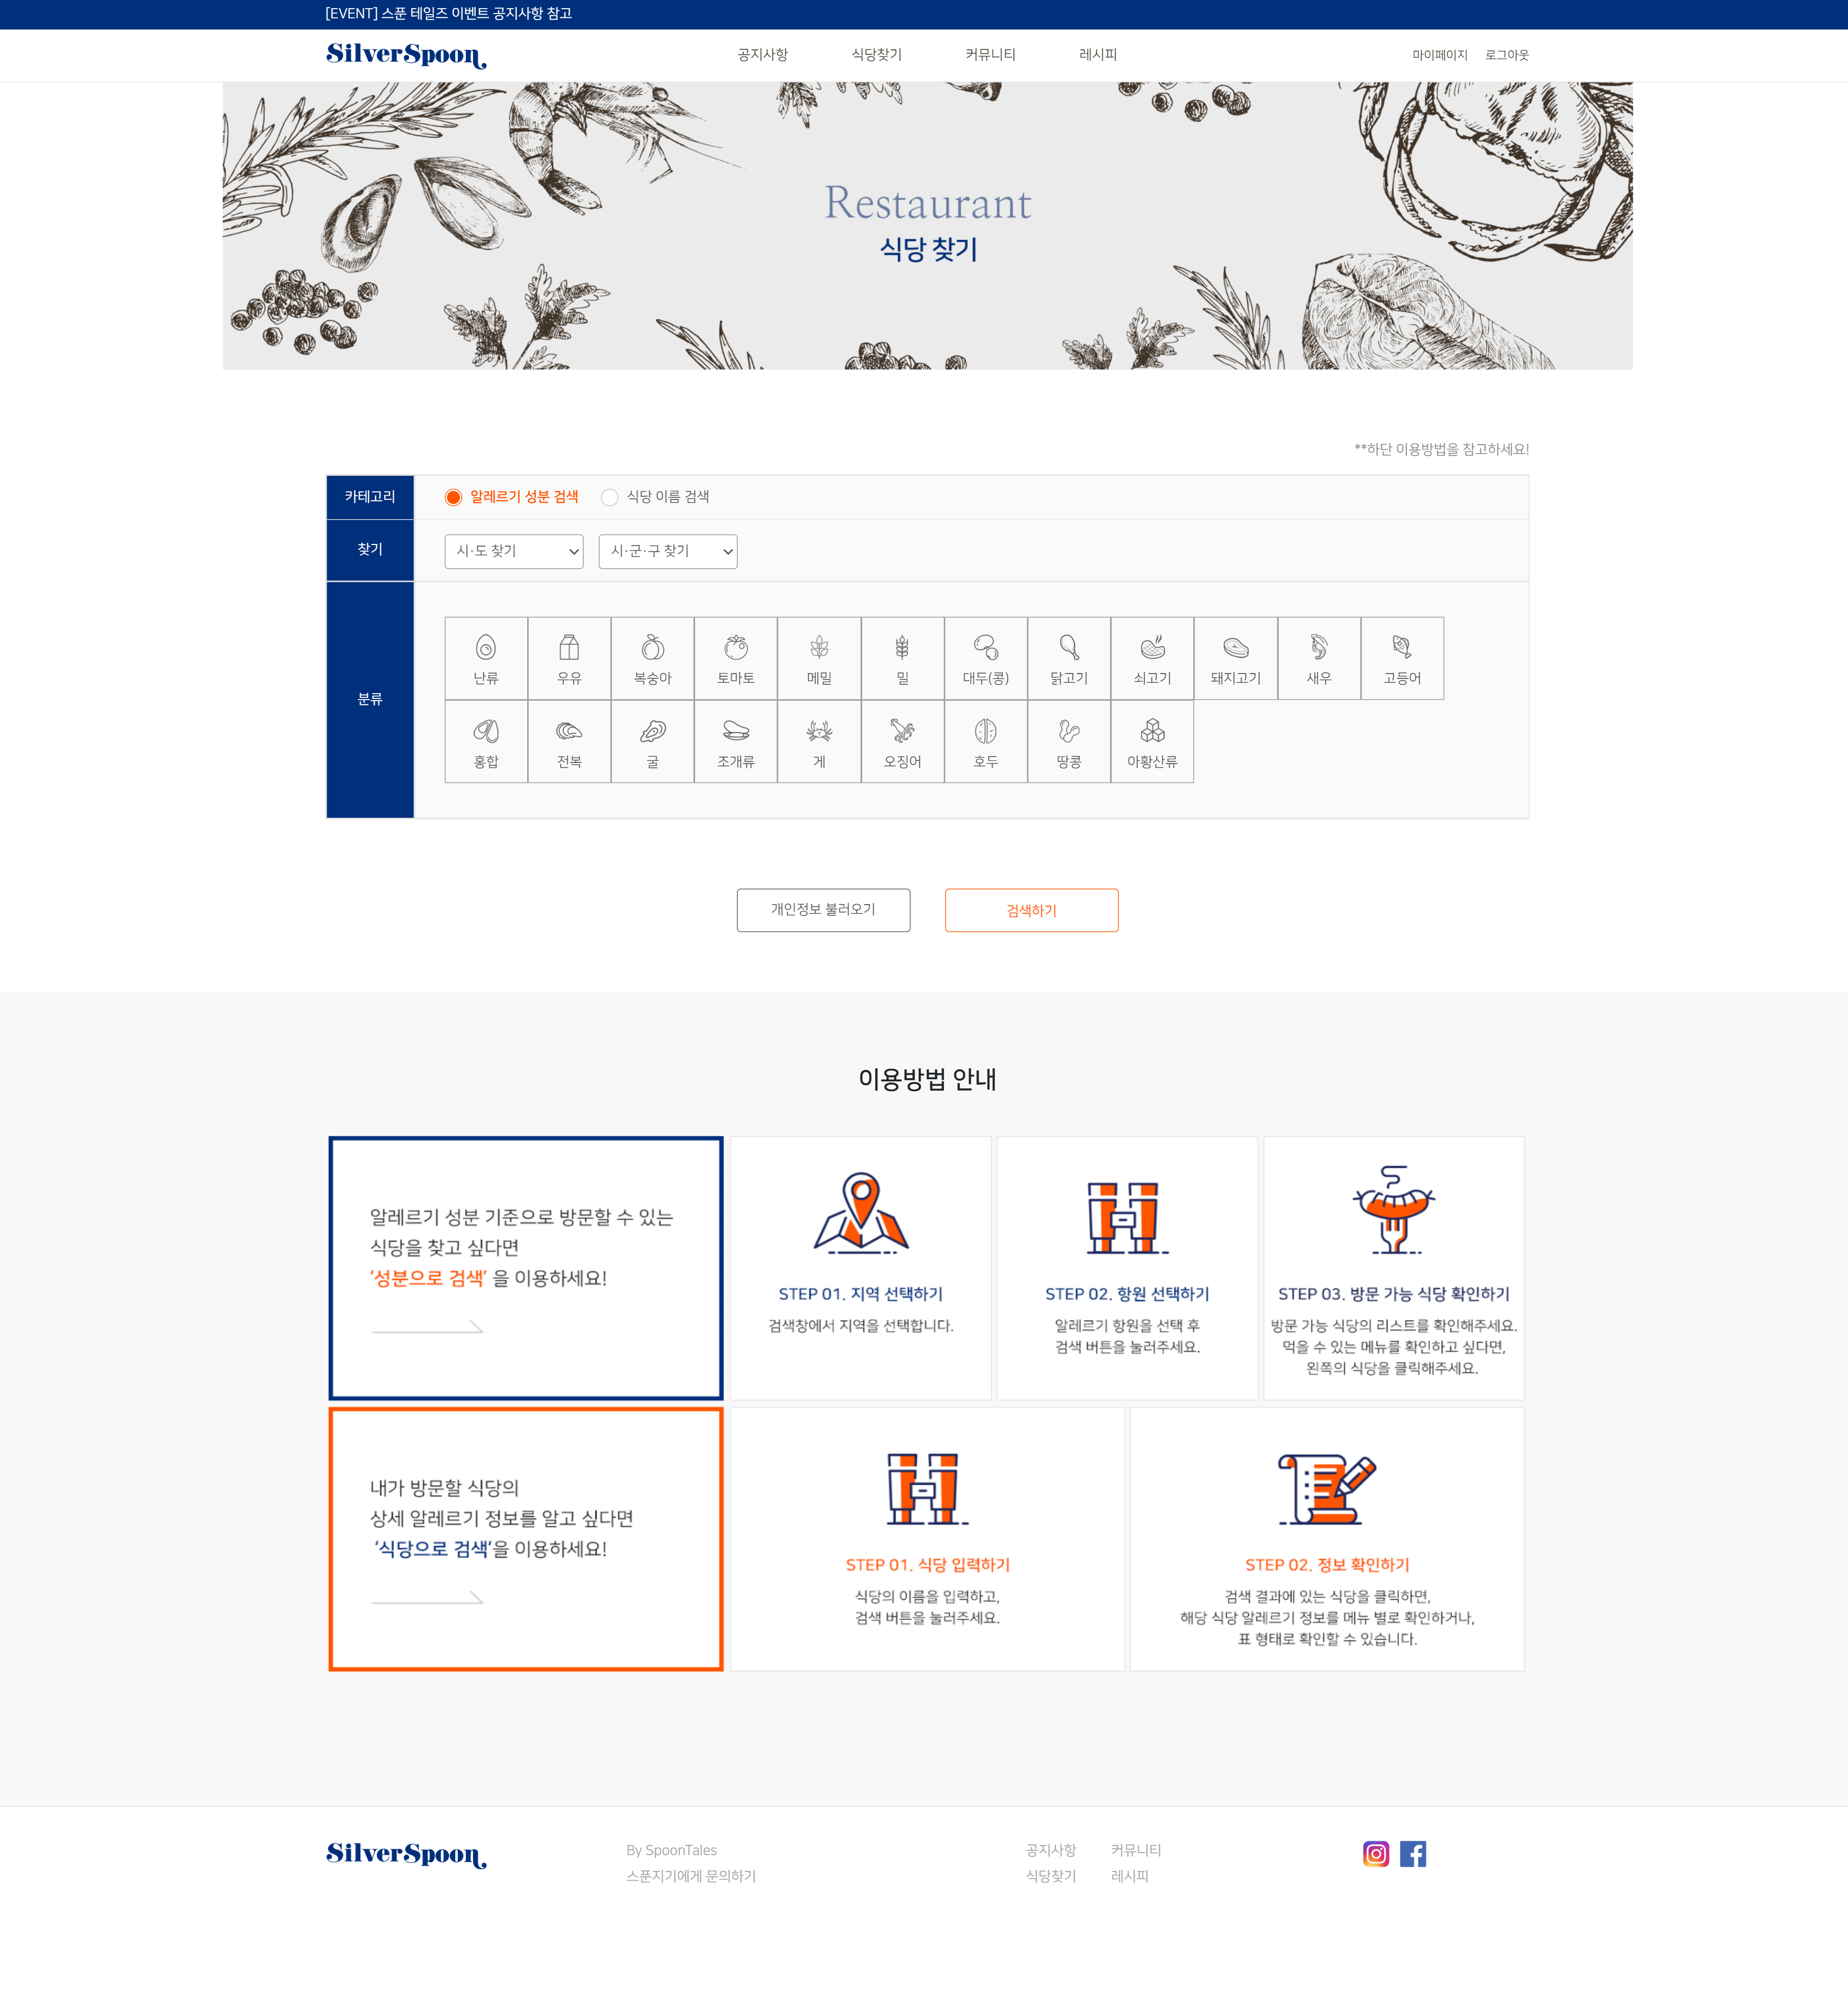 [EVENT] 스푼 테일즈 이벤트 공지사항 참고
SilverSpoon
공지사항 식당찾기 커뮤니티 레시피
마이페이지 로그아웃
Restaurant
식당 찾기
**하단 이용방법을 참고하세요!
카테고리
알레르기 성분 검색 식당 이름 검색
찾기
시·도 찾기 시·군·구 찾기
분류
난류 우유 복숭아 토마토 메밀 밀 대두(콩) 닭고기 쇠고기 돼지고기 새우 고등어
홍합 전복 굴 조개류 게 오징어 호두 땅콩 아황산류
개인정보 불러오기 검색하기
이용방법 안내
알레르기 성분 기준으로 방문할 수 있는
식당을 찾고 싶다면
‘성분으로 검색’ 을 이용하세요!
STEP 01. 지역 선택하기
검색창에서 지역을 선택합니다.
STEP 02. 항원 선택하기
알레르기 항원을 선택 후
검색 버튼을 눌러주세요.
STEP 03. 방문 가능 식당 확인하기
방문 가능 식당의 리스트를 확인해주세요.
먹을 수 있는 메뉴를 확인하고 싶다면,
왼쪽의 식당을 클릭해주세요.
내가 방문할 식당의
상세 알레르기 정보를 알고 싶다면
‘식당으로 검색’을 이용하세요!
STEP 01. 식당 입력하기
식당의 이름을 입력하고,
검색 버튼을 눌러주세요.
STEP 02. 정보 확인하기
검색 결과에 있는 식당을 클릭하면,
해당 식당 알레르기 정보를 메뉴 별로 확인하거나,
표 형태로 확인할 수 있습니다.
SilverSpoon
By SpoonTales
스푼지기에게 문의하기
공지사항 커뮤니티
식당찾기 레시피